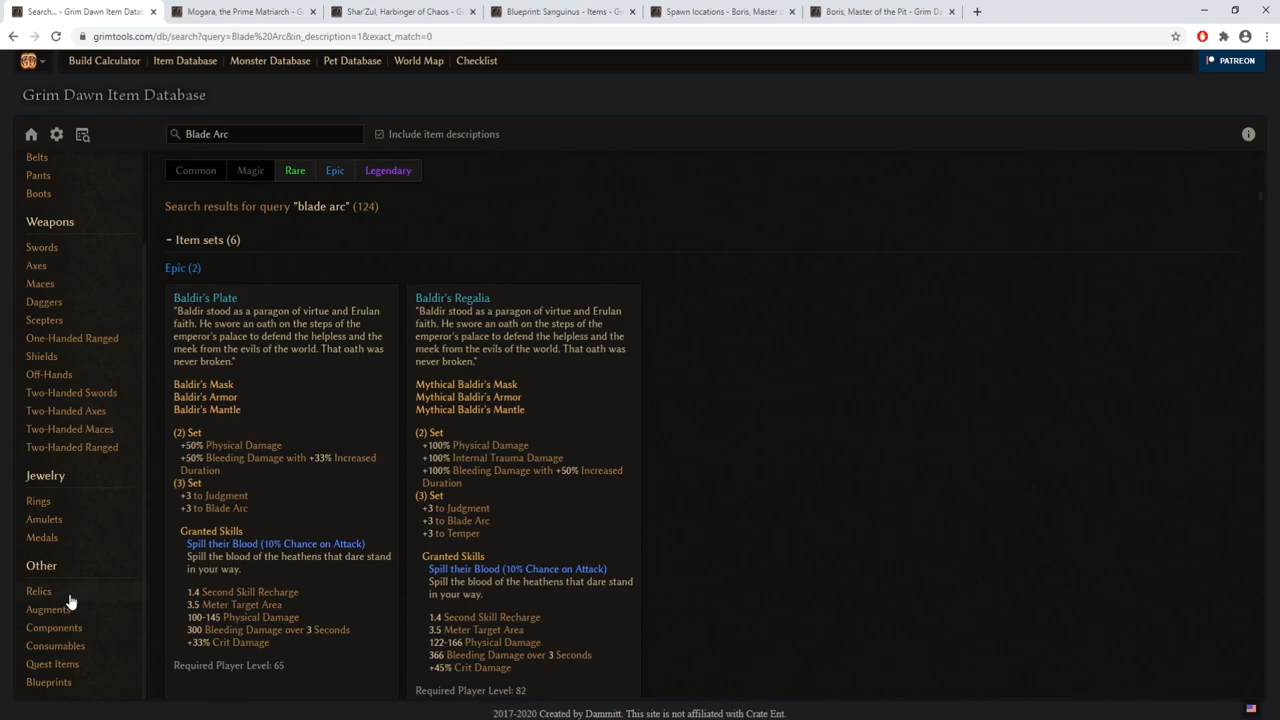 Search... - Grim Dawn Item Datab
Mogara, the Prime Matriarch - G
Shar'Zul, Harbinger of Chaos - G
Blueprint: Sanguinus - Items - G
Spawn locations - Boris, Master o
Boris, Master of the Pit - Grim D
grimtools.com/db/search?query=Blade%20Arc&in_description=1&exact_match=0
Build Calculator
Item Database
Monster Database
Pet Database
World Map
Checklist
PATREON
Grim Dawn Item Database
Blade Arc
Include item descriptions
Belts
Pants
Boots
Weapons
Swords
Axes
Maces
Daggers
Scepters
One-Handed Ranged
Shields
Off-Hands
Two-Handed Swords
Two-Handed Axes
Two-Handed Maces
Two-Handed Ranged
Jewelry
Rings
Amulets
Medals
Other
Relics
Augments
Components
Consumables
Quest Items
Blueprints
Common
Magic
Rare
Epic
Legendary
Search results for query "blade arc" (124)
− Item sets (6)
Epic (2)
Baldir's Plate
"Baldir stood as a paragon of virtue and Erulan
faith. He swore an oath on the steps of the
emperor's palace to defend the helpless and the
meek from the evils of the world. That oath was
never broken."
Baldir's Mask
Baldir's Armor
Baldir's Mantle
(2) Set
+50% Physical Damage
+50% Bleeding Damage with +33% Increased
Duration
(3) Set
+3 to Judgment
+3 to Blade Arc
Granted Skills
Spill their Blood (10% Chance on Attack)
Spill the blood of the heathens that dare stand
in your way.
1.4 Second Skill Recharge
3.5 Meter Target Area
100-145 Physical Damage
300 Bleeding Damage over 3 Seconds
+33% Crit Damage
Required Player Level: 65
Baldir's Regalia
"Baldir stood as a paragon of virtue and Erulan
faith. He swore an oath on the steps of the
emperor's palace to defend the helpless and the
meek from the evils of the world. That oath was
never broken."
Mythical Baldir's Mask
Mythical Baldir's Armor
Mythical Baldir's Mantle
(2) Set
+100% Physical Damage
+100% Internal Trauma Damage
+100% Bleeding Damage with +50% Increased
Duration
(3) Set
+3 to Judgment
+3 to Blade Arc
+3 to Temper
Granted Skills
Spill their Blood (10% Chance on Attack)
Spill the blood of the heathens that dare stand
in your way.
1.4 Second Skill Recharge
3.5 Meter Target Area
122-166 Physical Damage
366 Bleeding Damage over 3 Seconds
+45% Crit Damage
Required Player Level: 82
2017-2020 Created by Dammitt. This site is not affiliated with Crate Ent.